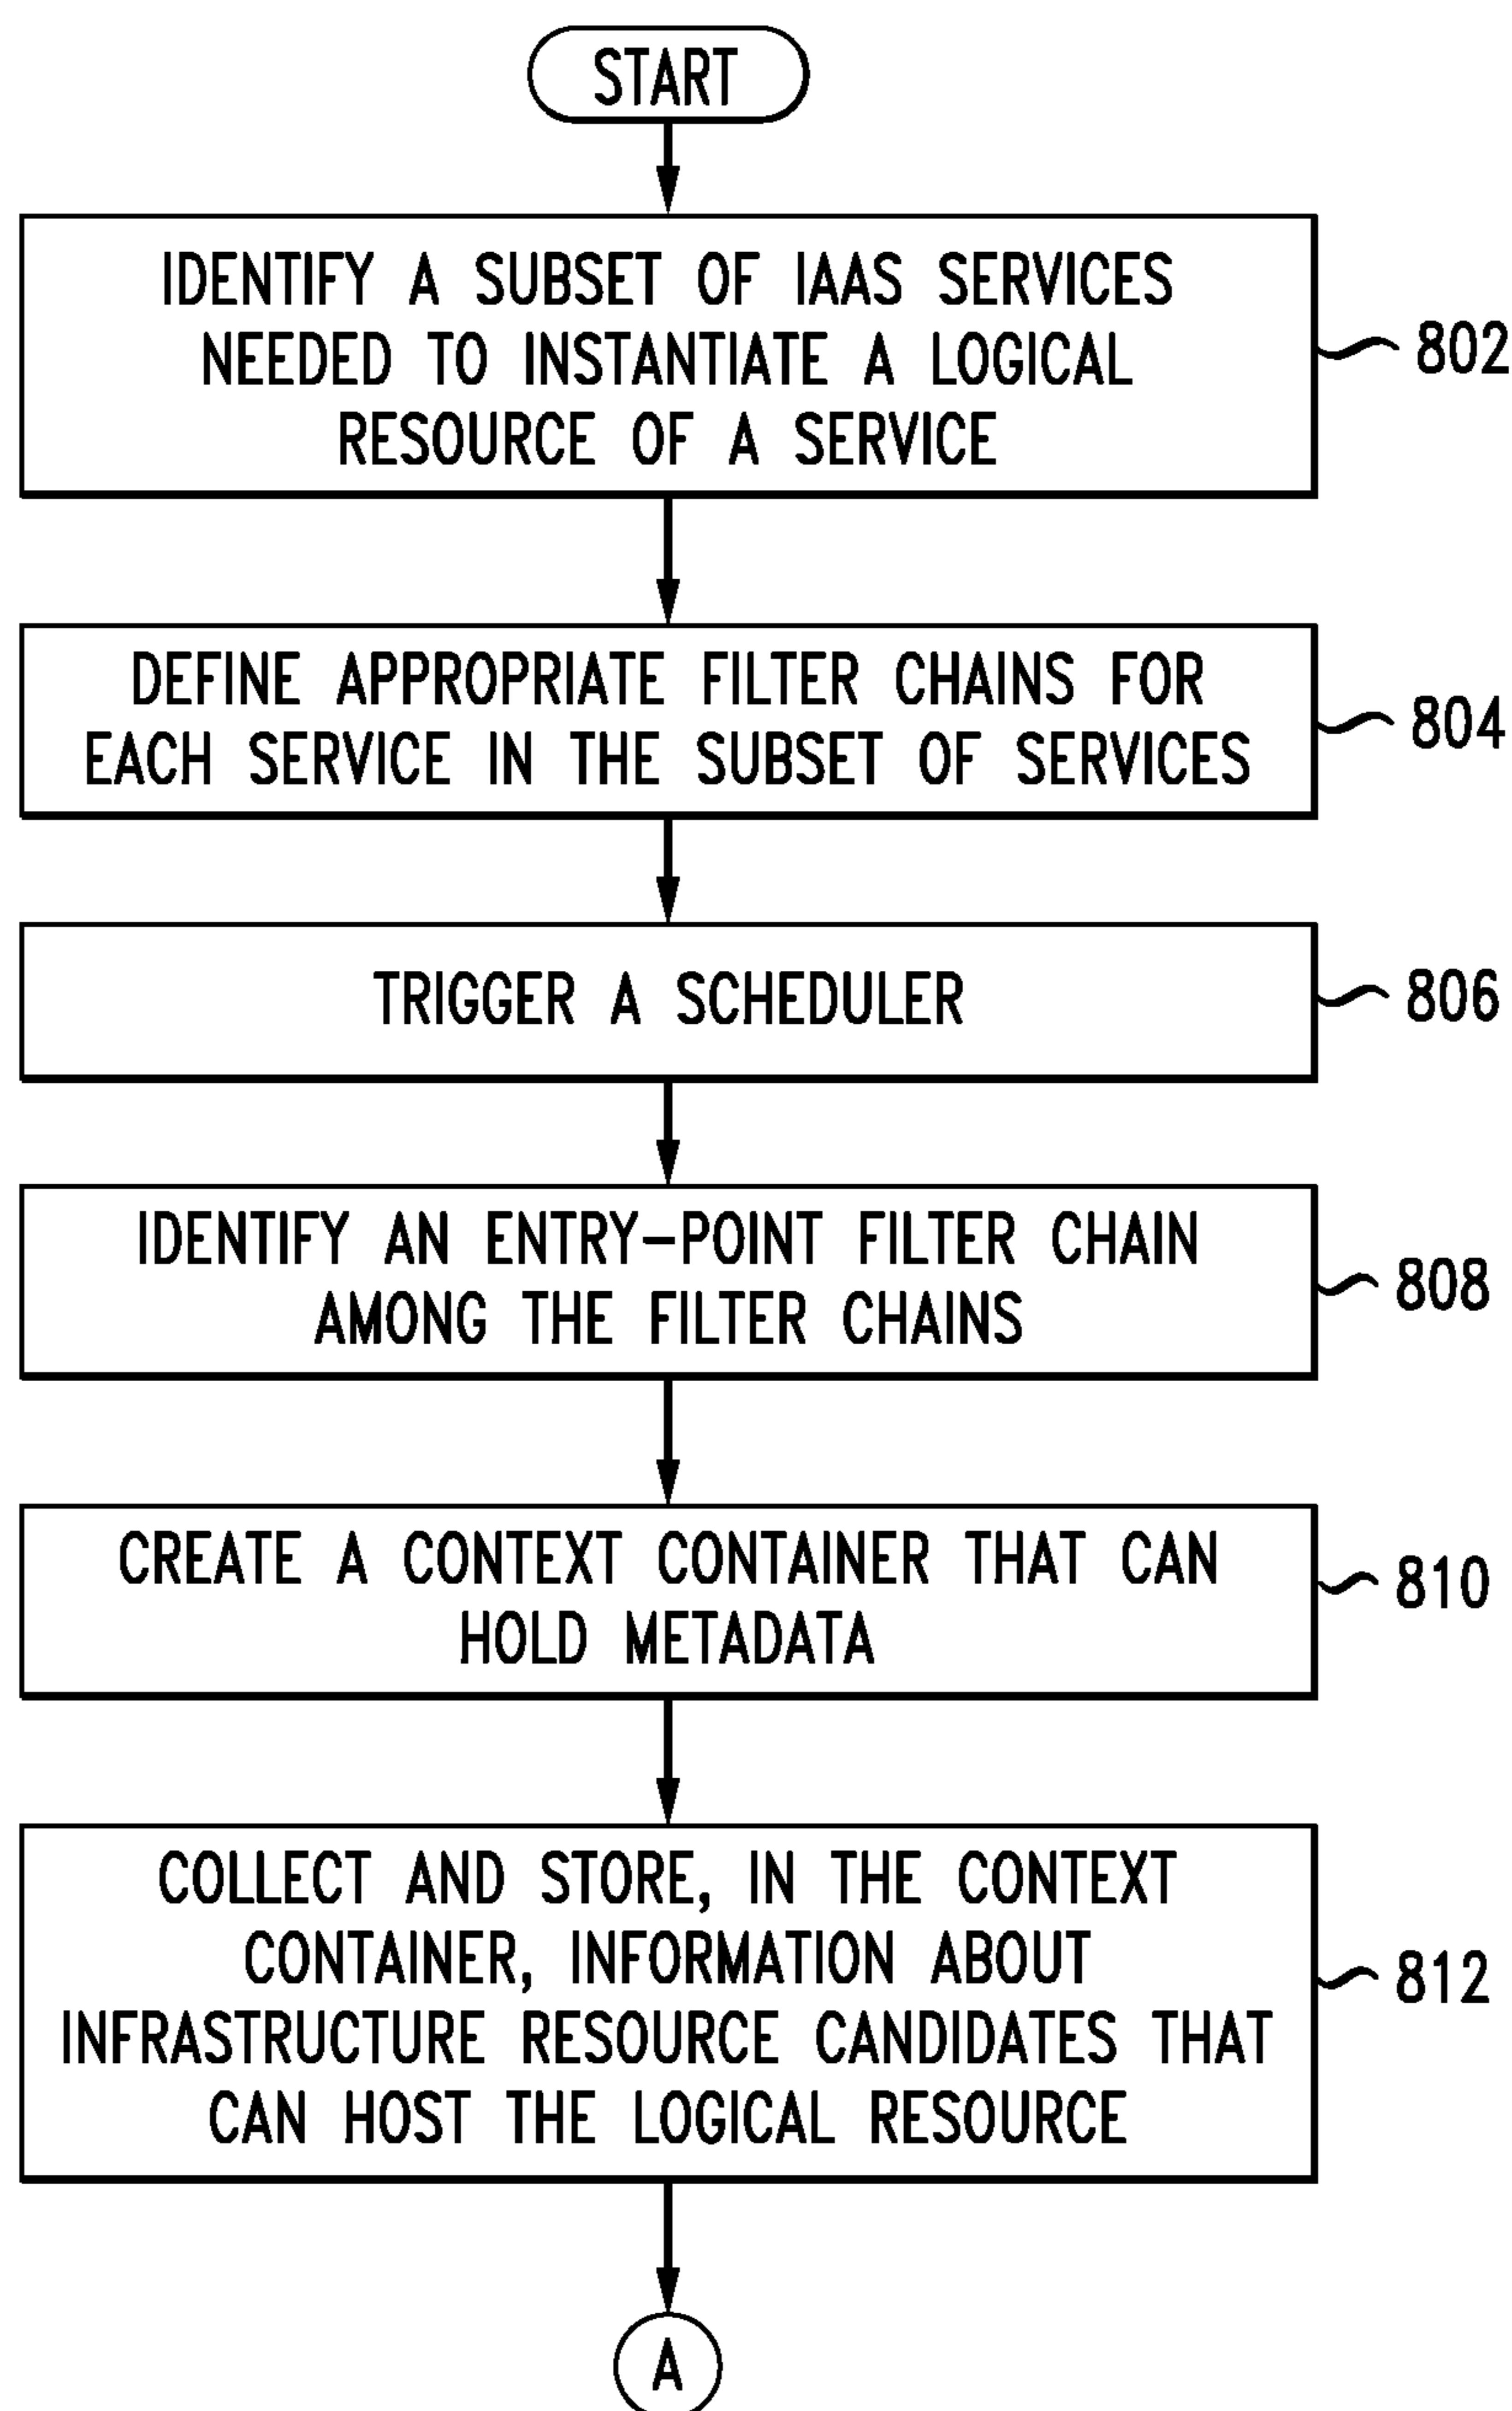 START
IDENTIFY A SUBSET OF IAAS SERVICES
NEEDED TO INSTANTIATE A LOGICAL
RESOURCE OF A SERVICE
802
DEFINE APPROPRIATE FILTER CHAINS FOR
EACH SERVICE IN THE SUBSET OF SERVICES
804
TRIGGER A SCHEDULER
806
IDENTIFY AN ENTRY-POINT FILTER CHAIN
AMONG THE FILTER CHAINS
808
CREATE A CONTEXT CONTAINER THAT CAN
HOLD METADATA
810
COLLECT AND STORE, IN THE CONTEXT
CONTAINER, INFORMATION ABOUT
INFRASTRUCTURE RESOURCE CANDIDATES THAT
CAN HOST THE LOGICAL RESOURCE
812
A